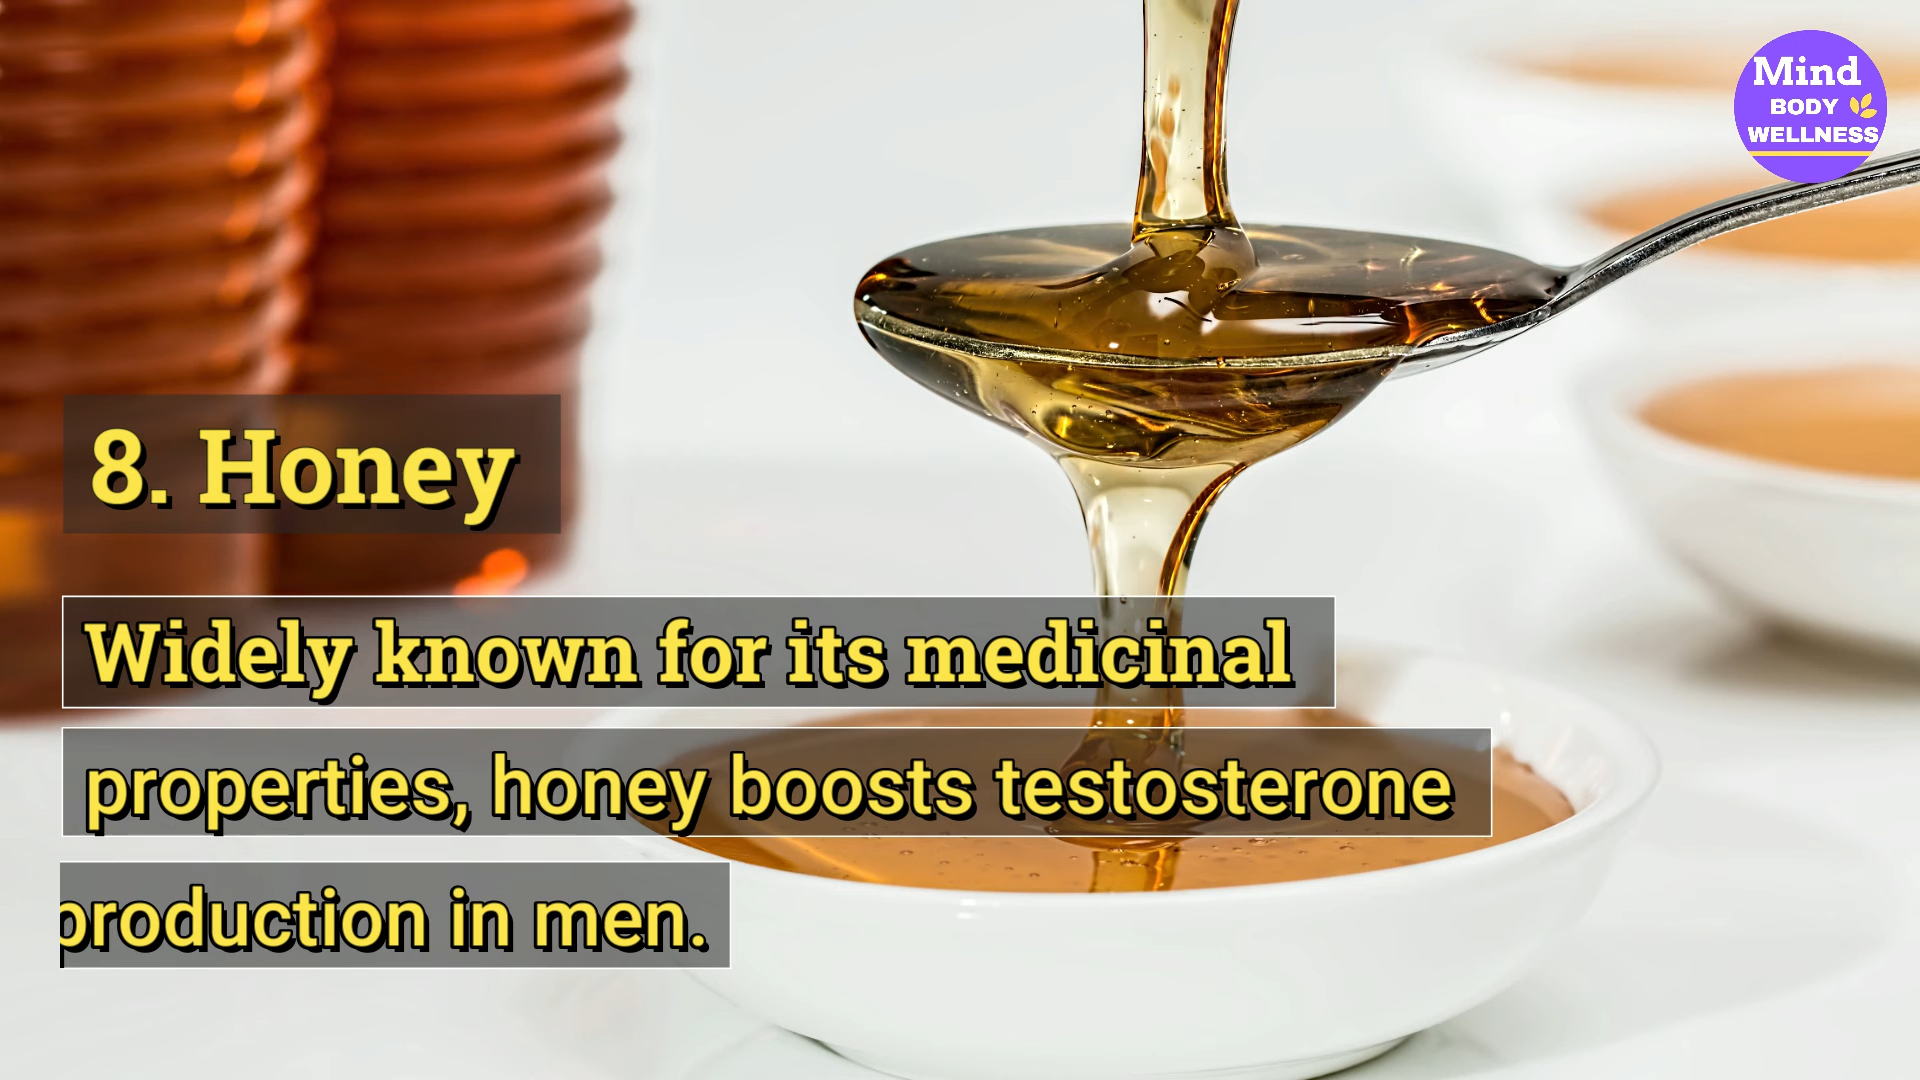 Mind
BODY
WELLNESS
8. Honey
Widely known for its medicinal
properties, honey boosts testosterone
production in men.